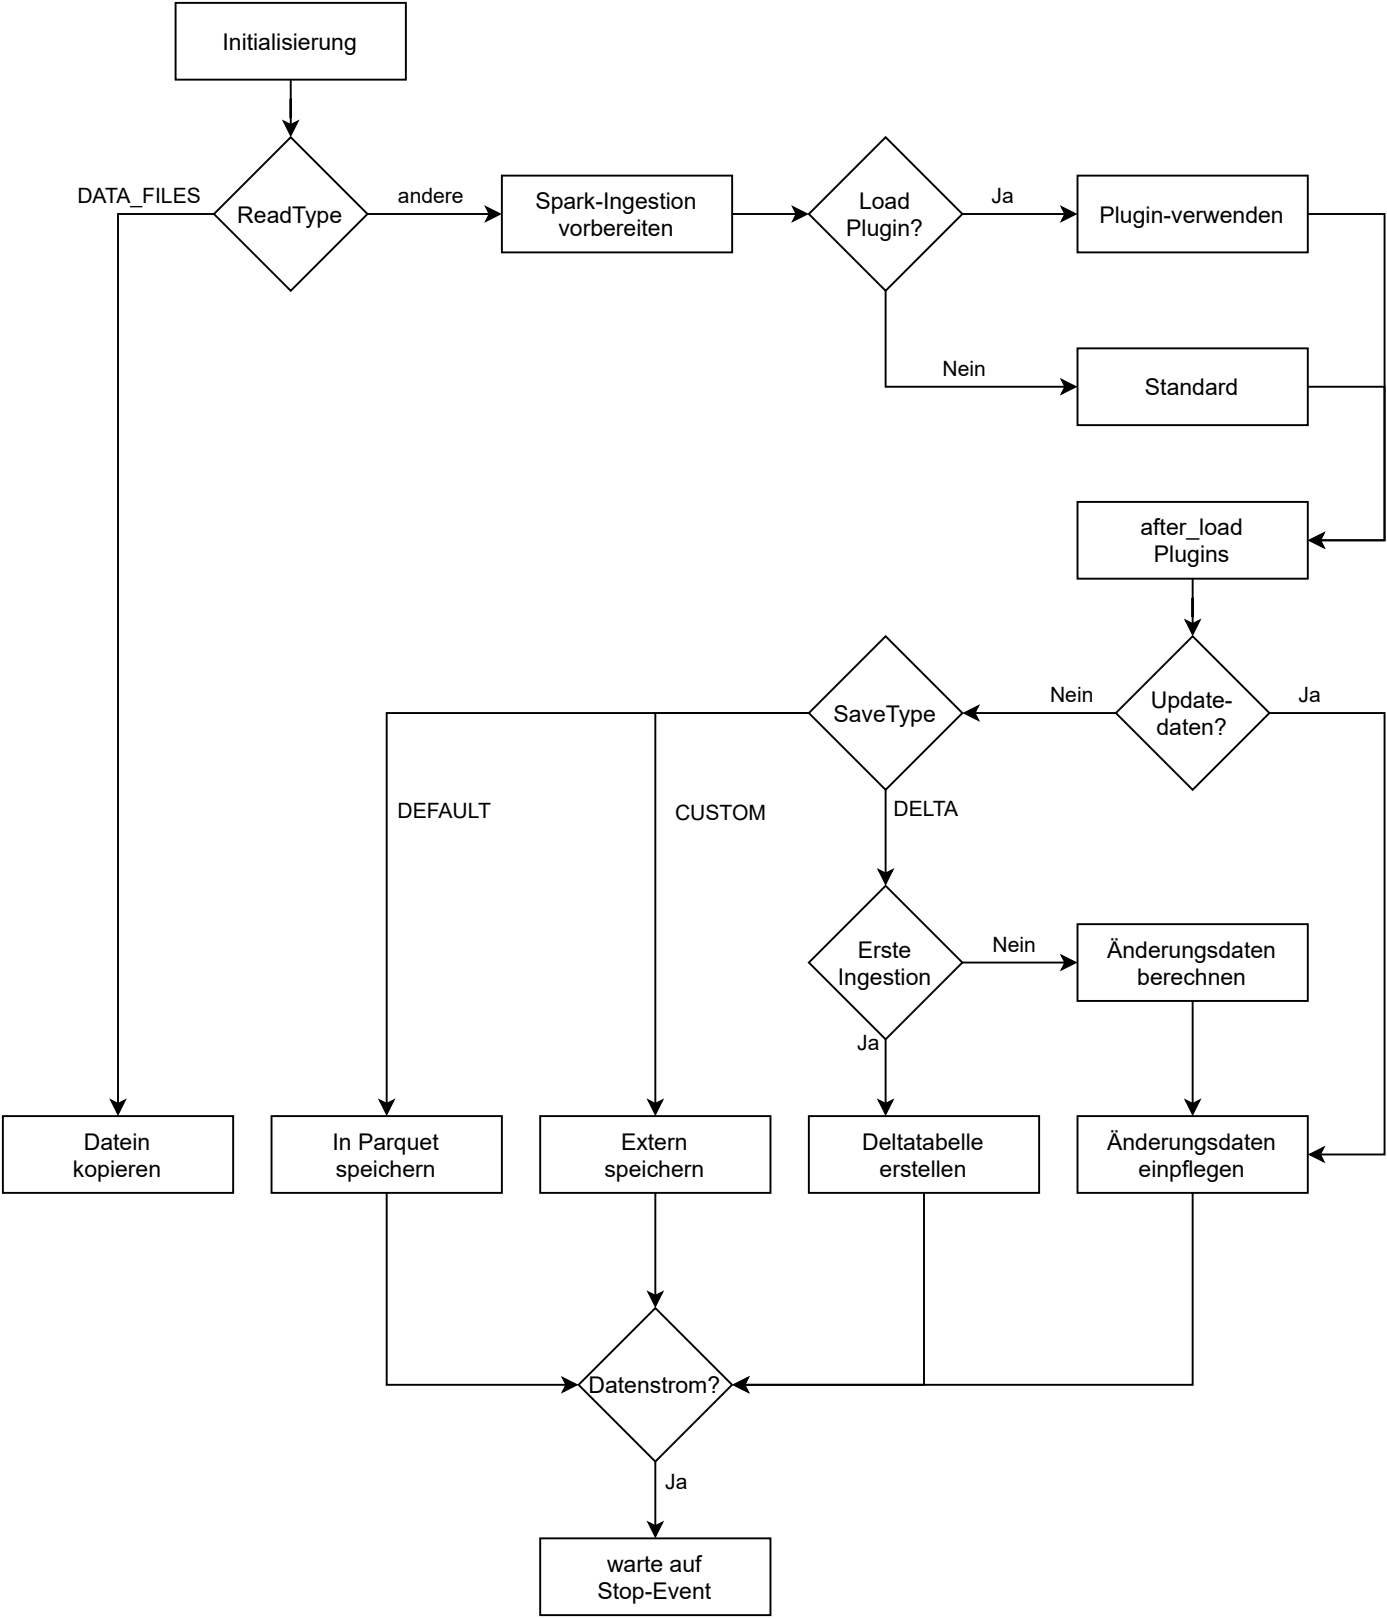 Initialisierung
DATA_FILES
ReadType
andere
Spark-Ingestion
vorbereiten
Load
Plugin?
Ja
Plugin-verwenden
Nein
Standard
after_load
Plugins
SaveType
Nein
Update-
daten?
Ja
DEFAULT
CUSTOM
DELTA
Erste
Ingestion
Nein
Änderungsdaten
berechnen
Ja
Datein
kopieren
In Parquet
speichern
Extern
speichern
Deltatabelle
erstellen
Änderungsdaten
einpflegen
Datenstrom?
Ja
warte auf
Stop-Event